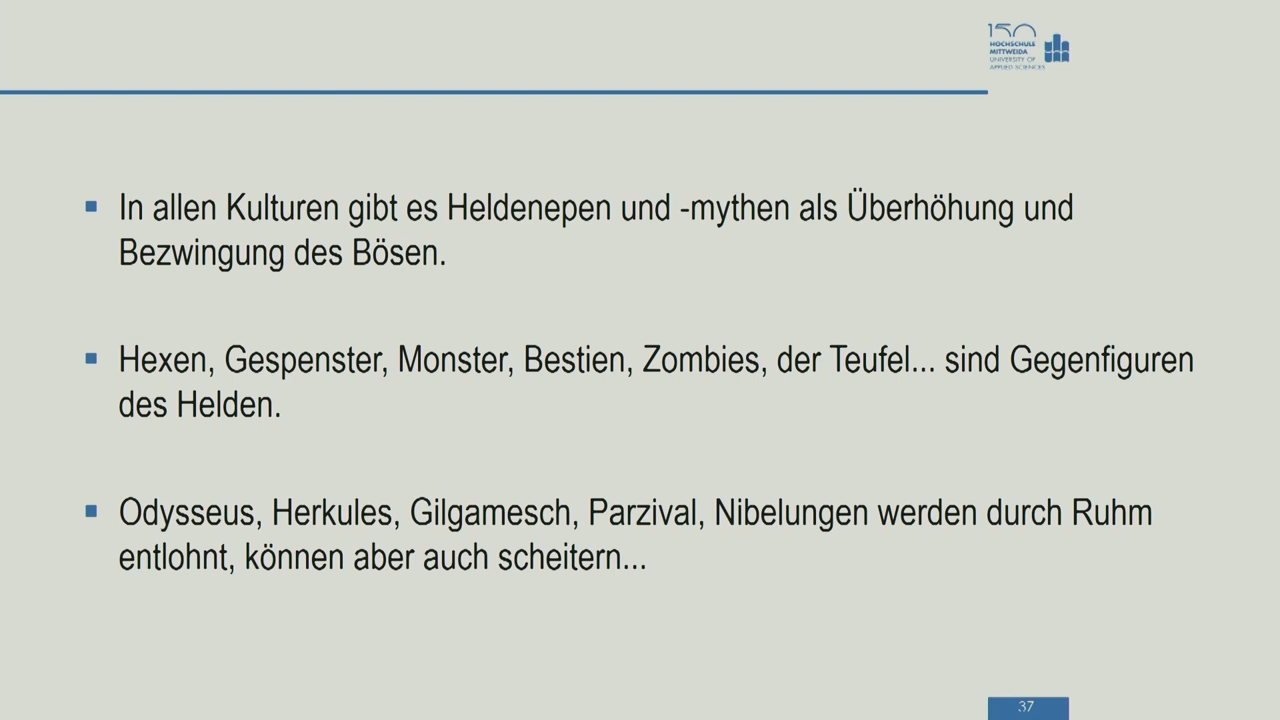 150
HOCHSCHULE
MITTWEIDA
UNIVERSITY OF
APPLIED SCIENCES
In allen Kulturen gibt es Heldenepen und -mythen als Überhöhung und
Bezwingung des Bösen.
Hexen, Gespenster, Monster, Bestien, Zombies, der Teufel... sind Gegenfiguren
des Helden.
Odysseus, Herkules, Gilgamesch, Parzival, Nibelungen werden durch Ruhm
entlohnt, können aber auch scheitern...
37